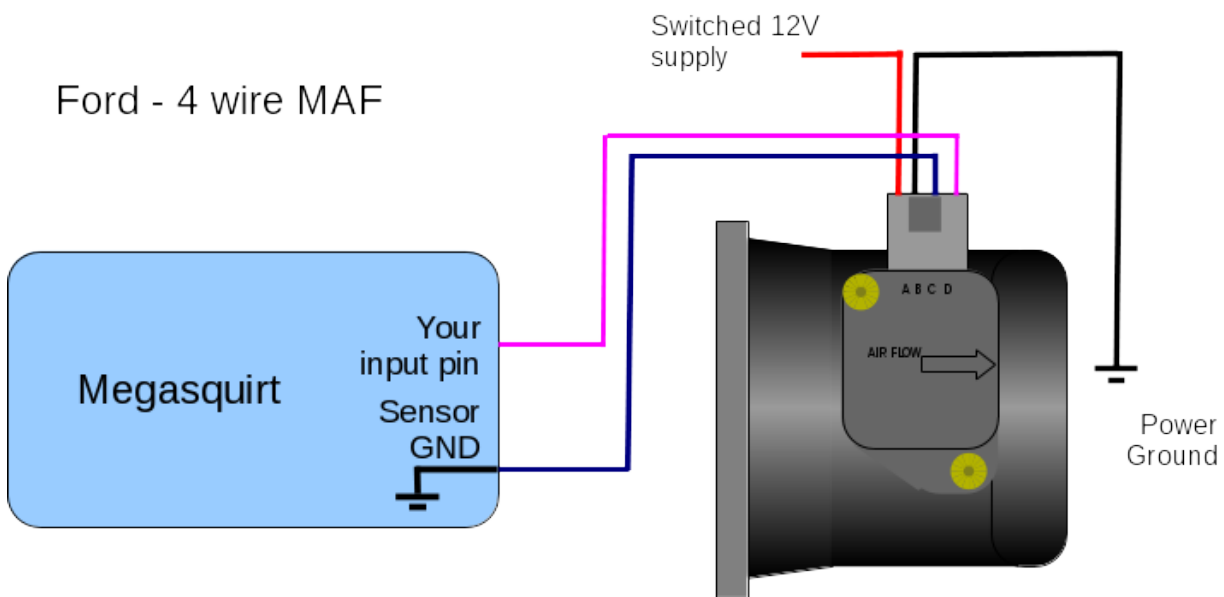 Switched 12V
supply
Ford - 4 wire MAF
A B C D
Your
input pin
AIR FLOW
Megasquirt
Sensor
GND
Power
Ground